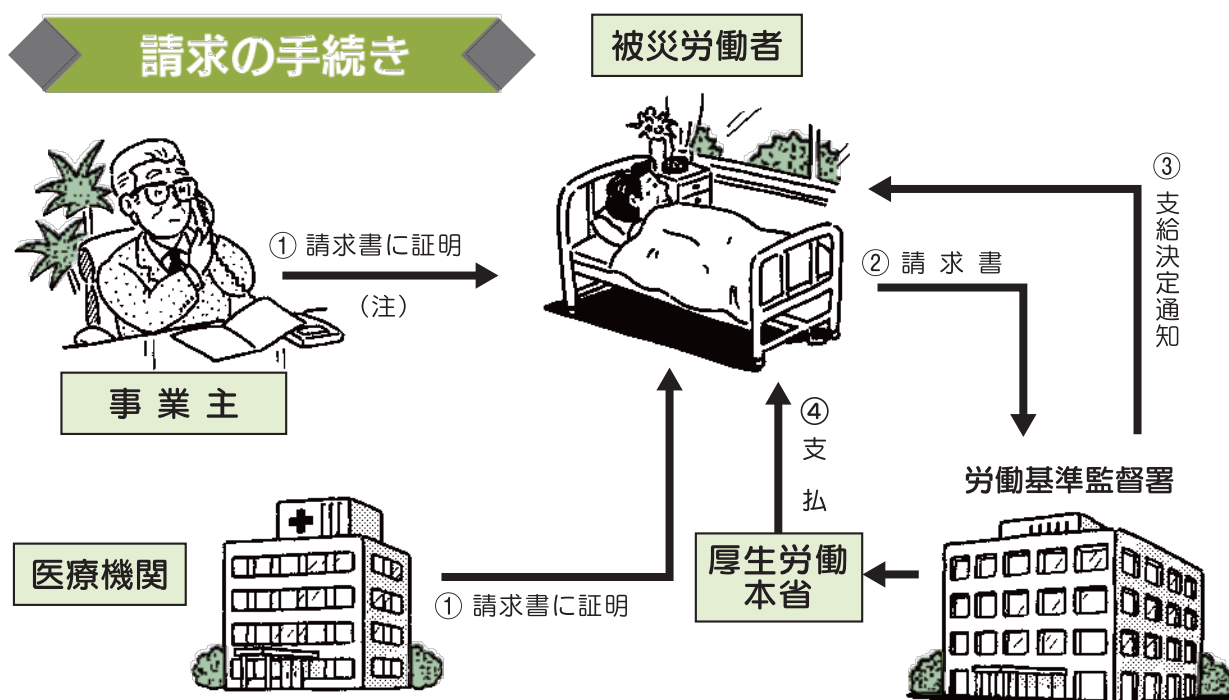 請求の手続き
被災労働者
① 請求書に証明
（注）
事業主
② 請求書
③ 支給決定通知
④ 支払
労働基準監督署
医療機関
① 請求書に証明
厚生労働
本省